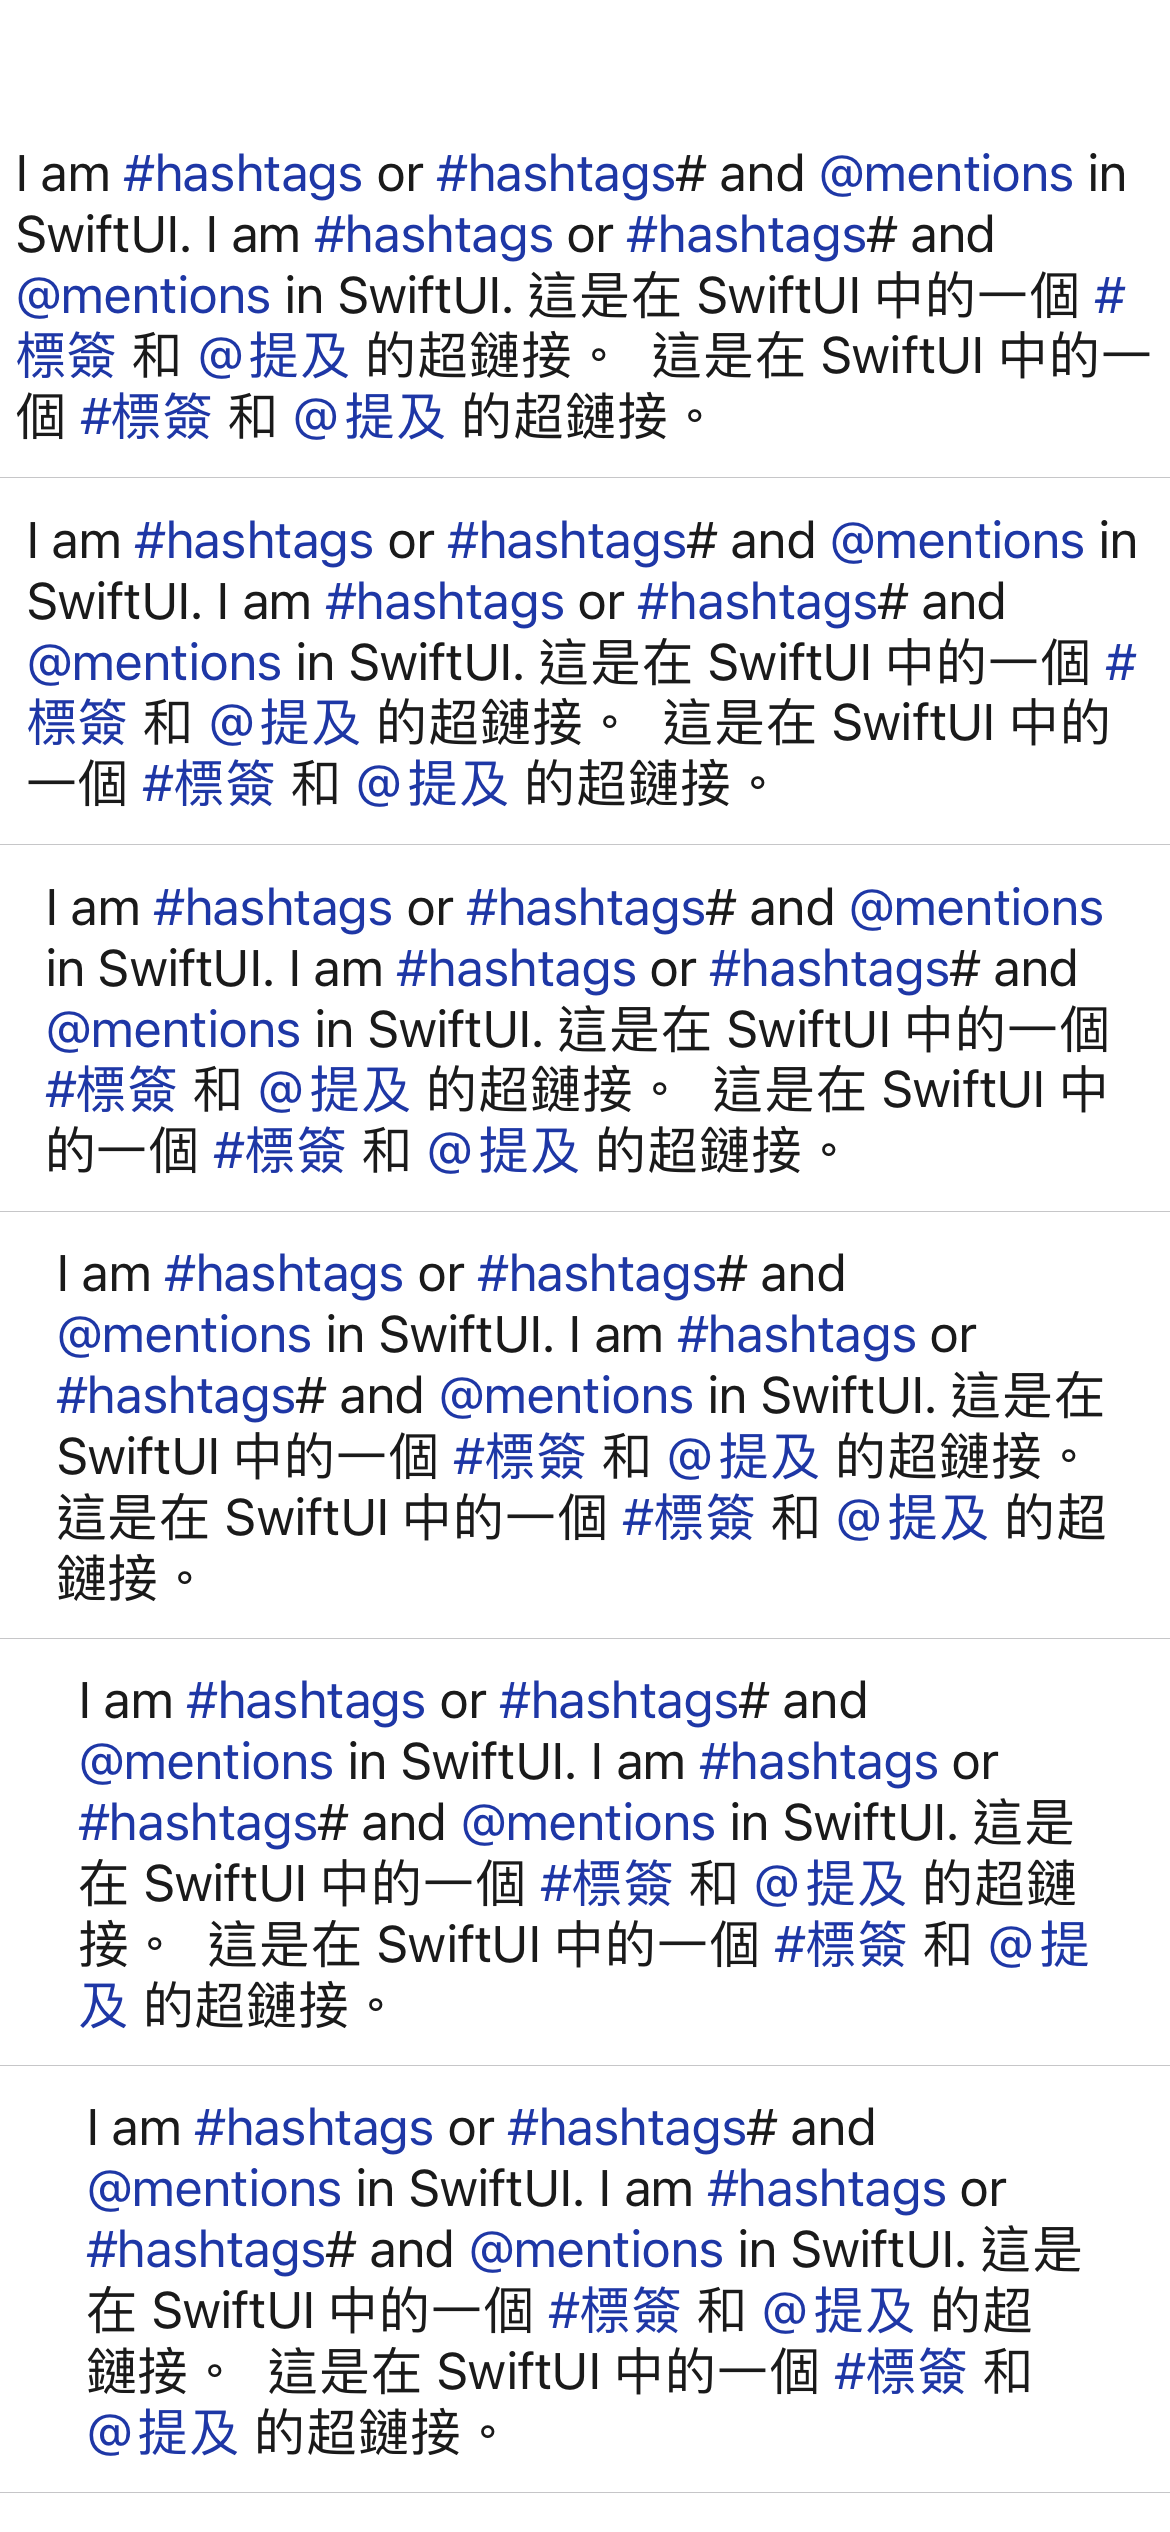 I am #hashtags or #hashtags# and @mentions in
SwiftUI. I am #hashtags or #hashtags# and
@mentions in SwiftUI. 這是在 SwiftUI 中的一個 #
標簽 和 @提及 的超鏈接。 這是在 SwiftUI 中的一
個 #標簽 和 @提及 的超鏈接。
I am #hashtags or #hashtags# and @mentions in
SwiftUI. I am #hashtags or #hashtags# and
@mentions in SwiftUI. 這是在 SwiftUI 中的一個 #
標簽 和 @提及 的超鏈接。 這是在 SwiftUI 中的
一個 #標簽 和 @提及 的超鏈接。
I am #hashtags or #hashtags# and @mentions
in SwiftUI. I am #hashtags or #hashtags# and
@mentions in SwiftUI. 這是在 SwiftUI 中的一個
#標簽 和 @提及 的超鏈接。 這是在 SwiftUI 中
的一個 #標簽 和 @提及 的超鏈接。
I am #hashtags or #hashtags# and
@mentions in SwiftUI. I am #hashtags or
#hashtags# and @mentions in SwiftUI. 這是在
SwiftUI 中的一個 #標簽 和 @提及 的超鏈接。
這是在 SwiftUI 中的一個 #標簽 和 @提及 的超
鏈接。
I am #hashtags or #hashtags# and
@mentions in SwiftUI. I am #hashtags or
#hashtags# and @mentions in SwiftUI. 這是
在 SwiftUI 中的一個 #標簽 和 @提及 的超鏈
接。 這是在 SwiftUI 中的一個 #標簽 和 @提
及 的超鏈接。
I am #hashtags or #hashtags# and
@mentions in SwiftUI. I am #hashtags or
#hashtags# and @mentions in SwiftUI. 這是
在 SwiftUI 中的一個 #標簽 和 @提及 的超
鏈接。 這是在 SwiftUI 中的一個 #標簽 和
@提及 的超鏈接。